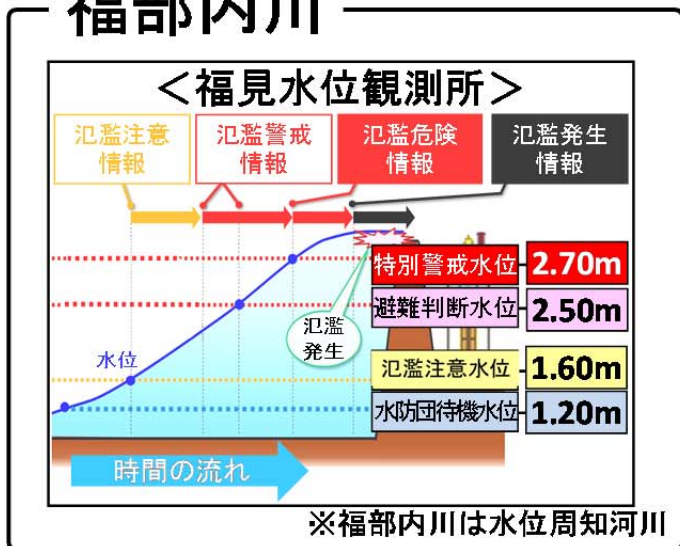 福部内川
＜福見水位観測所＞
氾濫注意
情報
氾濫警戒
情報
氾濫危険
情報
氾濫発生
情報
特別警戒水位
2.70m
避難判断水位
2.50m
氾濫
発生
水位
氾濫注意水位
1.60m
水防団待機水位
1.20m
時間の流れ
※福部内川は水位周知河川